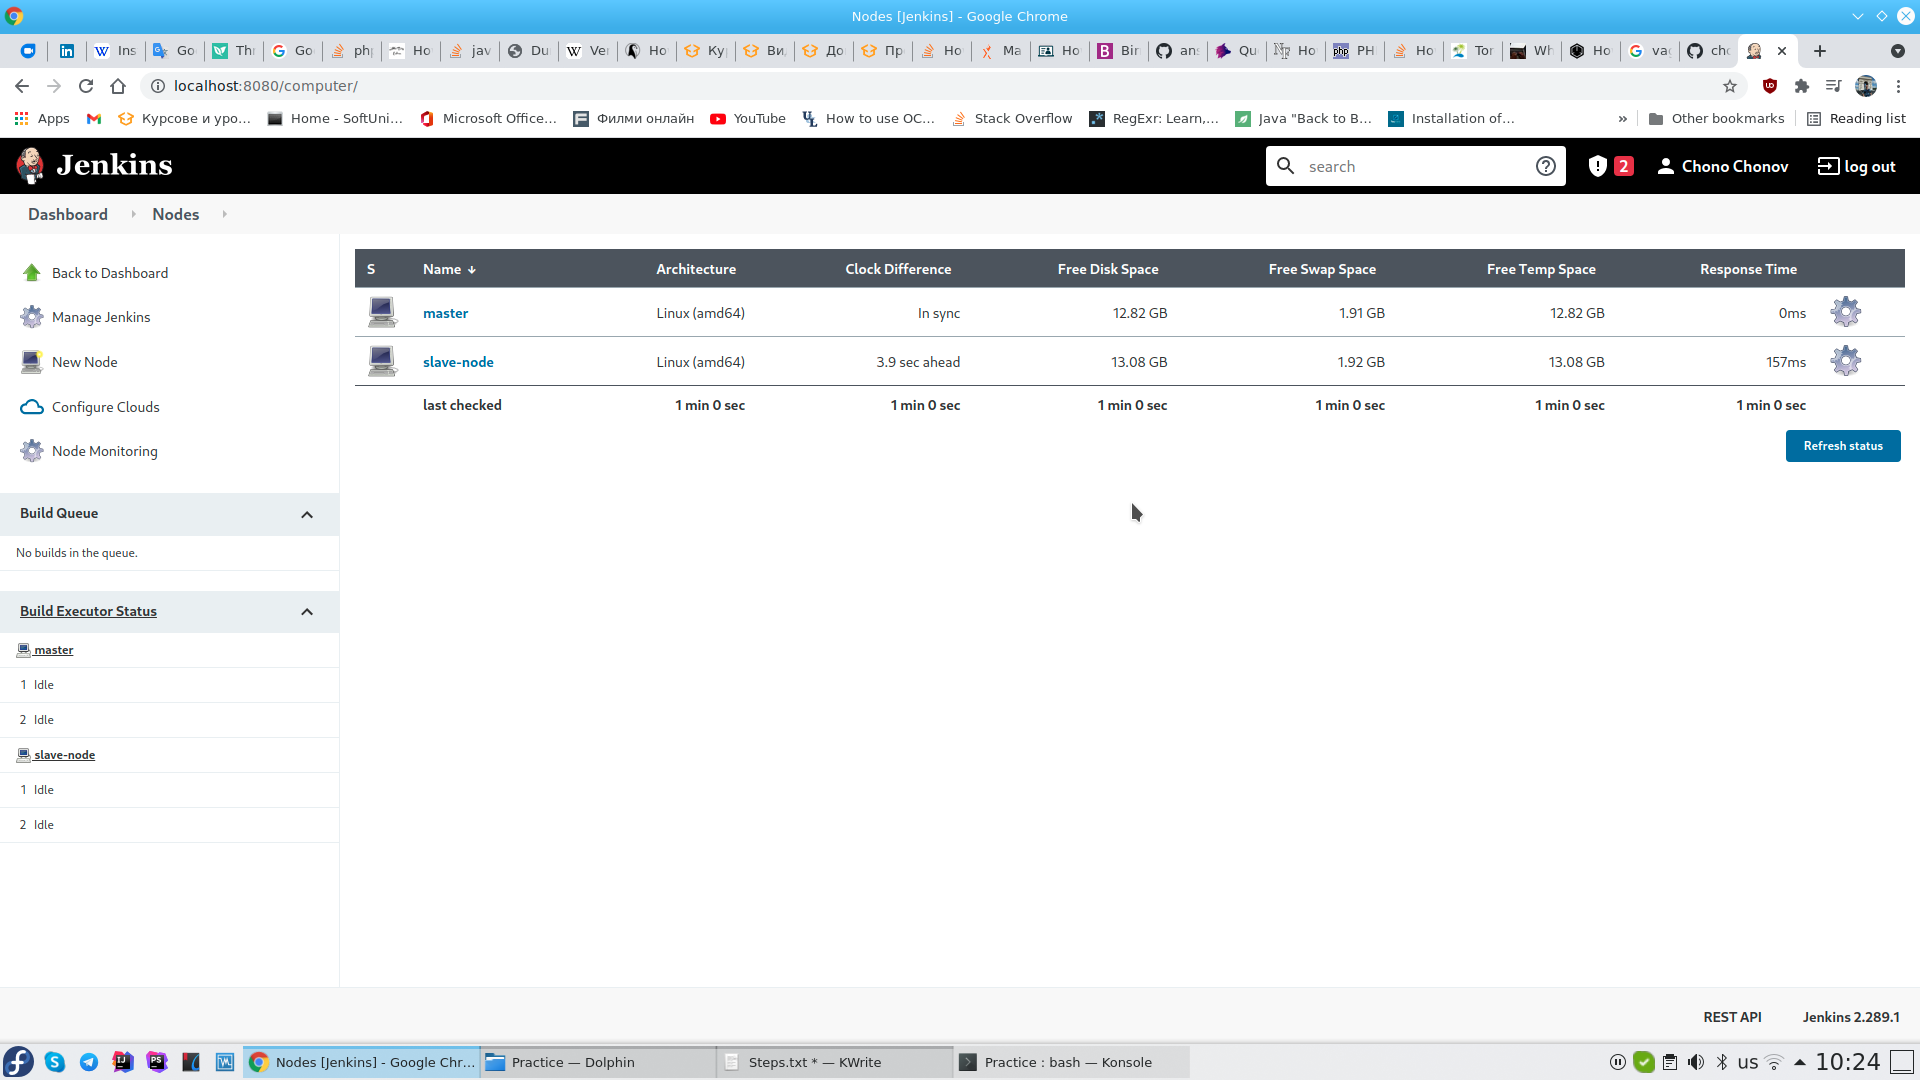 Nodes [Jenkins] - Google Chrome
Ins
Go
Th
Go
ph
Ho
jav
Du
Ver
Ho
Ку
Ви
До
Пр
Ho
Ma
Ho
Bin
ans
Qu
Ho
PH
Ho
Tor
Wh
Ho
va
cho
localhost:8080/computer/
Apps
Курсове и уро...
Home - SoftUni...
Microsoft Office...
Филми онлайн
YouTube
How to use OC...
Stack Overflow
RegExr: Learn,...
Java "Back to B...
Installation of...
»
Other bookmarks
Reading list
Jenkins
search
2
Chono Chonov
log out
Dashboard
Nodes
Back to Dashboard
Manage Jenkins
New Node
Configure Clouds
Node Monitoring
Build Queue
No builds in the queue.
Build Executor Status
master
1 Idle
2 Idle
slave-node
1 Idle
2 Idle
S Name ↓ Architecture Clock Difference Free Disk Space Free Swap Space Free Temp Space Response Time
master Linux (amd64) In sync 12.82 GB 1.91 GB 12.82 GB 0ms
slave-node Linux (amd64) 3.9 sec ahead 13.08 GB 1.92 GB 13.08 GB 157ms
last checked 1 min 0 sec 1 min 0 sec 1 min 0 sec 1 min 0 sec 1 min 0 sec 1 min 0 sec
Refresh status
REST API
Jenkins 2.289.1
Nodes [Jenkins] - Google Chr...
Practice — Dolphin
Steps.txt * — KWrite
Practice : bash — Konsole
us
10:24